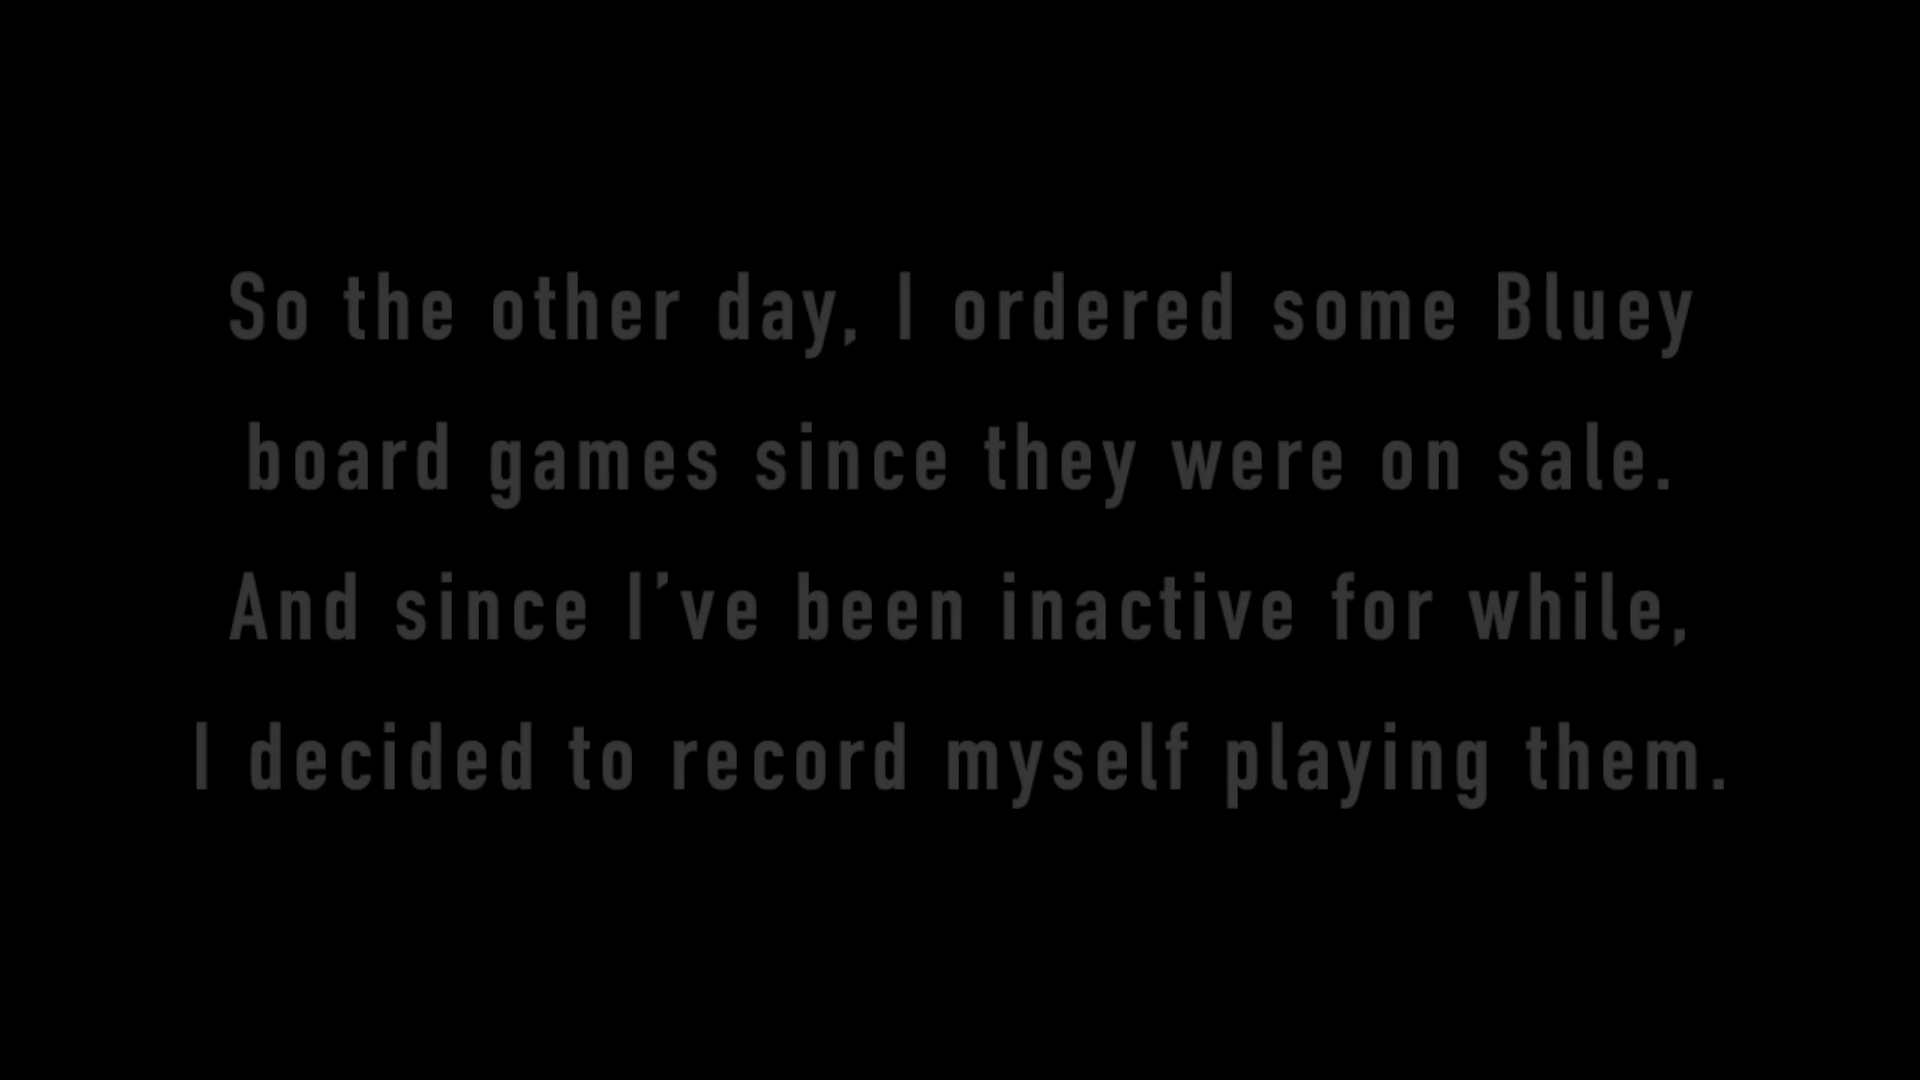 So the other day, I ordered some Bluey
board games since they were on sale.
And since I’ve been inactive for while,
I decided to record myself playing them.